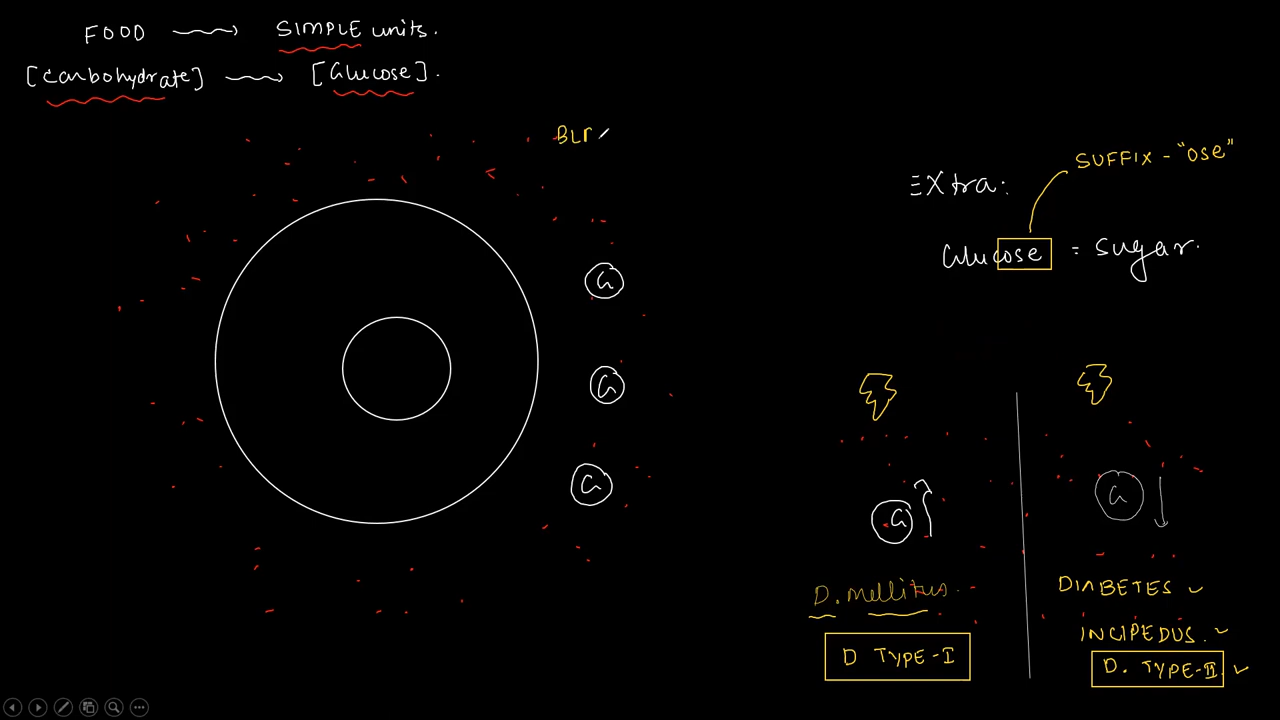 FOOD → SIMPLE units.
[Carbohydrate] → [Glucose].
BLr
SUFFIX - "OSE"
EXtra:
Glucose = sugar.
G
G
G
G
G
D. mellitus
D TYPE-I
DIABETES
INCIPEDUS.
D. TYPE-II